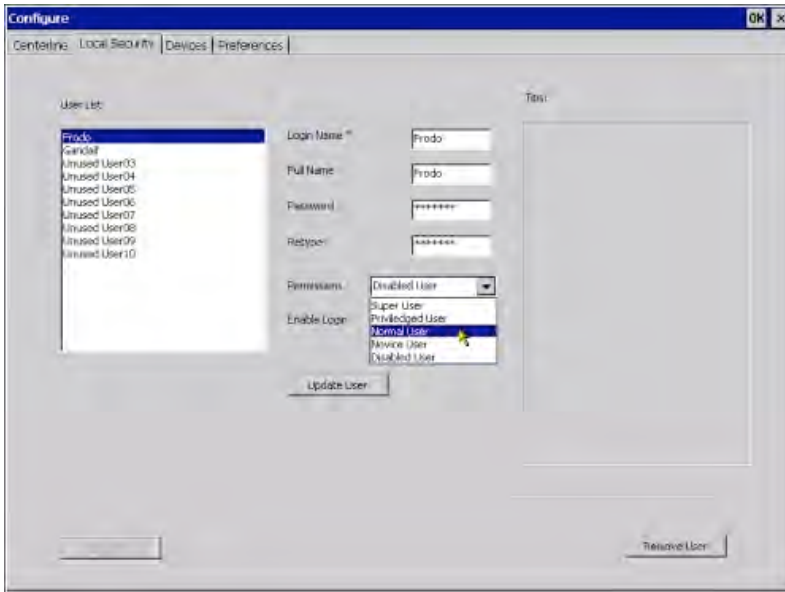 Configure
OK ×
Centerline Local Security Devices Preferences
User List:
Frodo
Gandalf
Unused User03
Unused User04
Unused User05
Unused User06
Unused User07
Unused User08
Unused User09
Unused User10
Login Name * Frodo
Full Name Frodo
Password *******
Retype: *******
Permissions Disabled User
Super User
Priviledged User
Normal User
Novice User
Disabled User
Enable Login
Update User
Tips:
Remove User